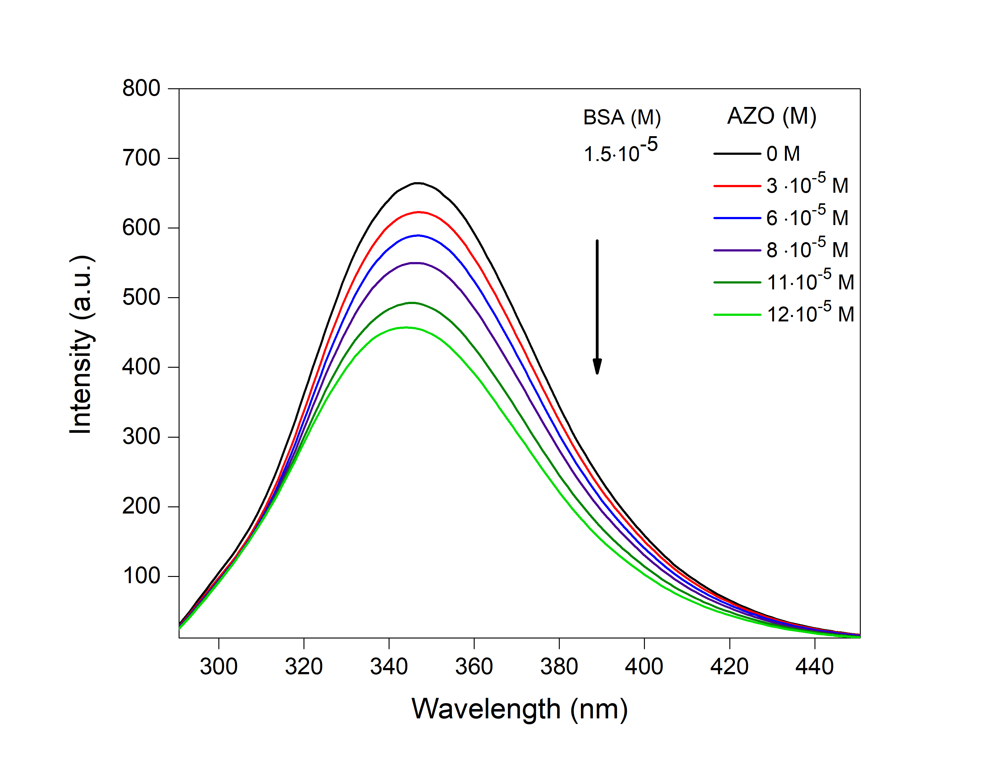 800
700
600
500
400
300
200
100
Intensity (a.u.)
300 320 340 360 380 400 420 440
Wavelength (nm)
BSA (M)
1.5·10⁻⁵
AZO (M)
0 M
3 ·10⁻⁵ M
6 ·10⁻⁵ M
8 ·10⁻⁵ M
11·10⁻⁵ M
12·10⁻⁵ M